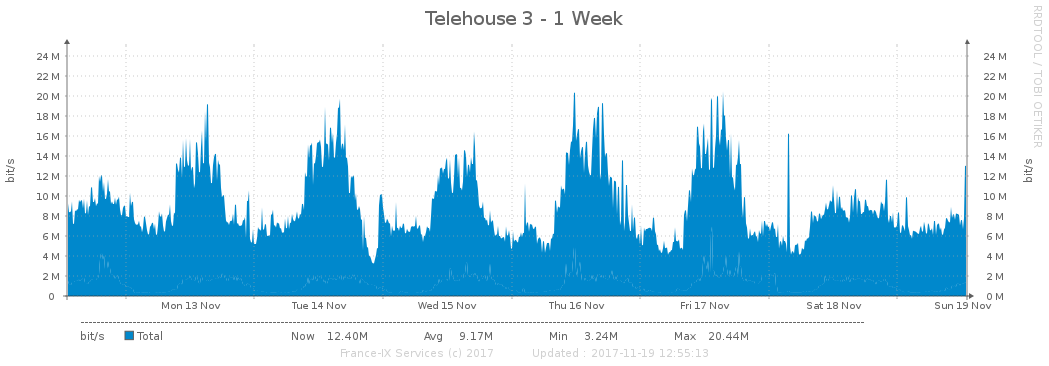 Telehouse 3 - 1 Week
RRDTOOL / TOBI OETIKER
bit/s
24 M 24 M
22 M 22 M
20 M 20 M
18 M 18 M
16 M 16 M
14 M 14 M
12 M 12 M
10 M 10 M
8 M 8 M
6 M 6 M
4 M 4 M
2 M 2 M
0 0 M
bit/s
Mon 13 Nov Tue 14 Nov Wed 15 Nov Thu 16 Nov Fri 17 Nov Sat 18 Nov Sun 19 Nov
bit/s Total Now 12.40M Avg 9.17M Min 3.24M Max 20.44M
France-IX Services (c) 2017 Updated : 2017-11-19 12:55:13